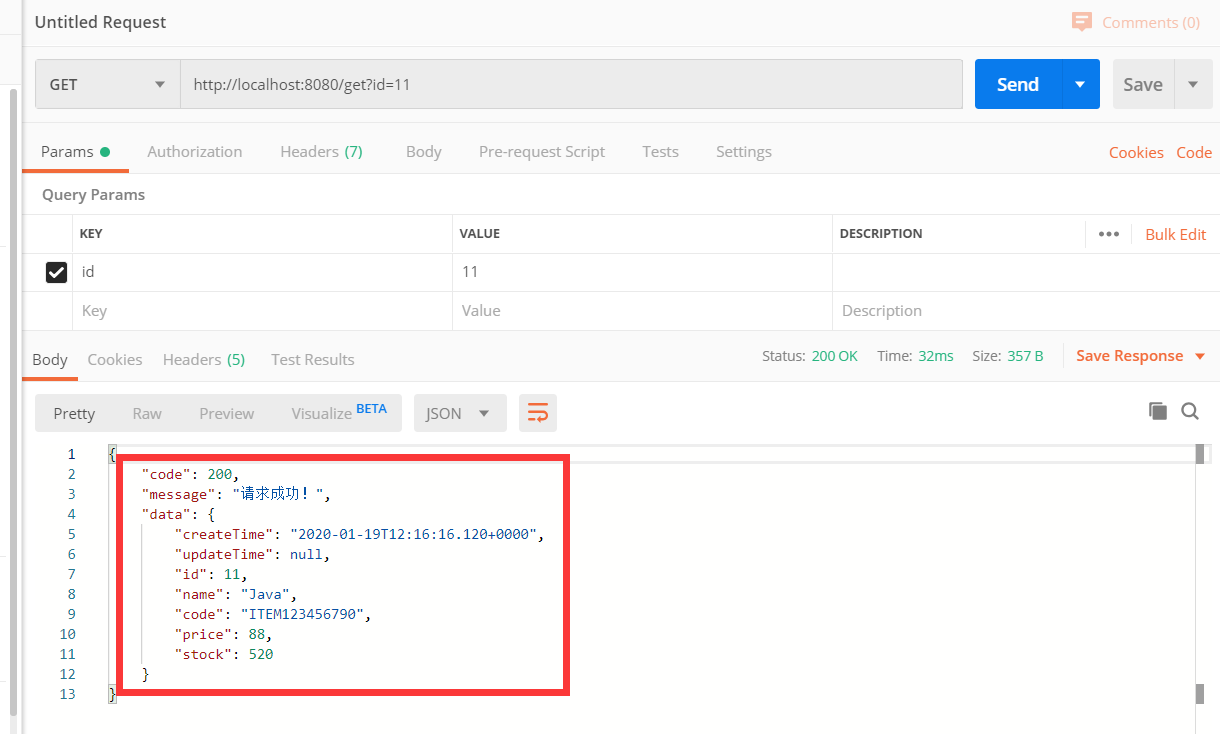 Untitled Request
Comments (0)
GET
http://localhost:8080/get?id=11
Send
Save
Params
Authorization
Headers (7)
Body
Pre-request Script
Tests
Settings
Cookies
Code
Query Params
KEY
VALUE
DESCRIPTION
Bulk Edit
id
11
Key
Value
Description
Body
Cookies
Headers (5)
Test Results
Status: 200 OK
Time: 32ms
Size: 357 B
Save Response
Pretty
Raw
Preview
Visualize BETA
JSON
1 {
2 "code": 200,
3 "message": "请求成功!",
4 "data": {
5 "createTime": "2020-01-19T12:16:16.120+0000",
6 "updateTime": null,
7 "id": 11,
8 "name": "Java",
9 "code": "ITEM123456790",
10 "price": 88,
11 "stock": 520
12 }
13 }